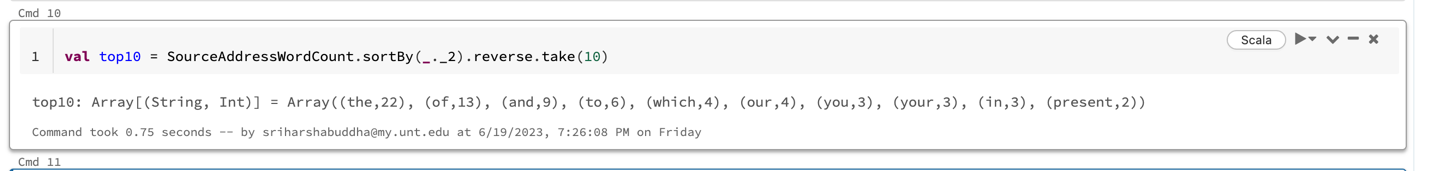 Cmd 10
Scala
1 val top10 = SourceAddressWordCount.sortBy(_._2).reverse.take(10)
top10: Array[(String, Int)] = Array((the,22), (of,13), (and,9), (to,6), (which,4), (our,4), (you,3), (your,3), (in,3), (present,2))
Command took 0.75 seconds -- by sriharshabuddha@my.unt.edu at 6/19/2023, 7:26:08 PM on Friday
Cmd 11